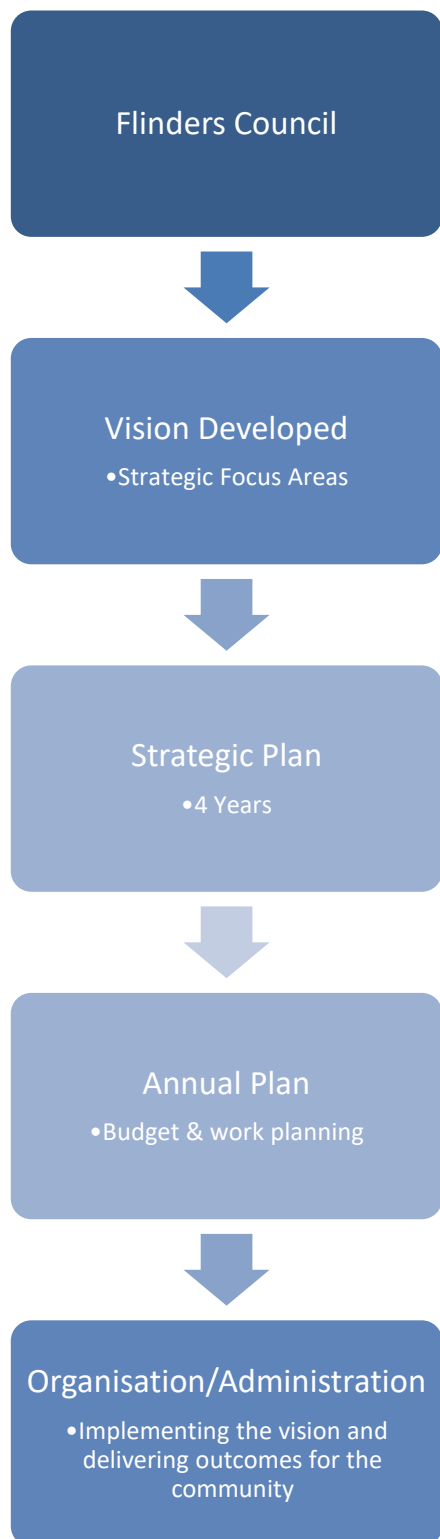 Flinders Council
Vision Developed
•Strategic Focus Areas
Strategic Plan
•4 Years
Annual Plan
•Budget & work planning
Organisation/Administration
•Implementing the vision and
delivering outcomes for the
community